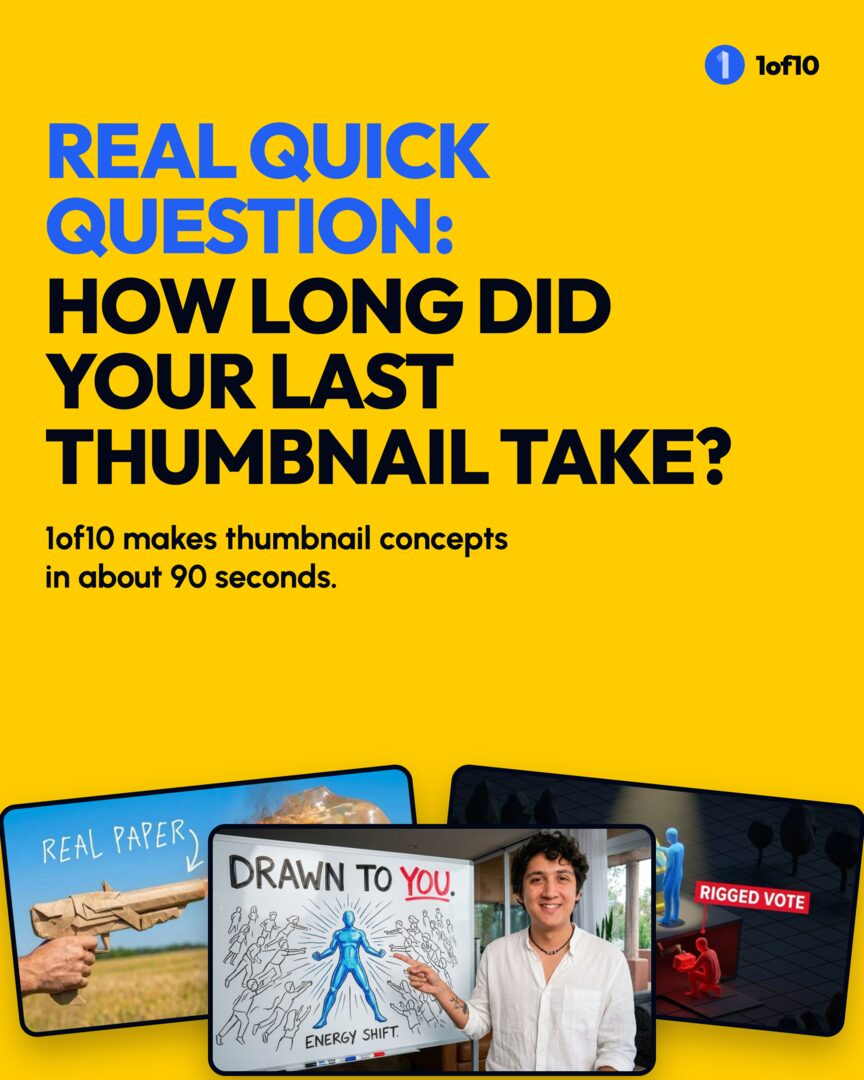 1of10
REAL QUICK
QUESTION:
HOW LONG DID
YOUR LAST
THUMBNAIL TAKE?
1of10 makes thumbnail concepts
in about 90 seconds.
REAL PAPER
DRAWN TO YOU.
ENERGY SHIFT.
RIGGED VOTE